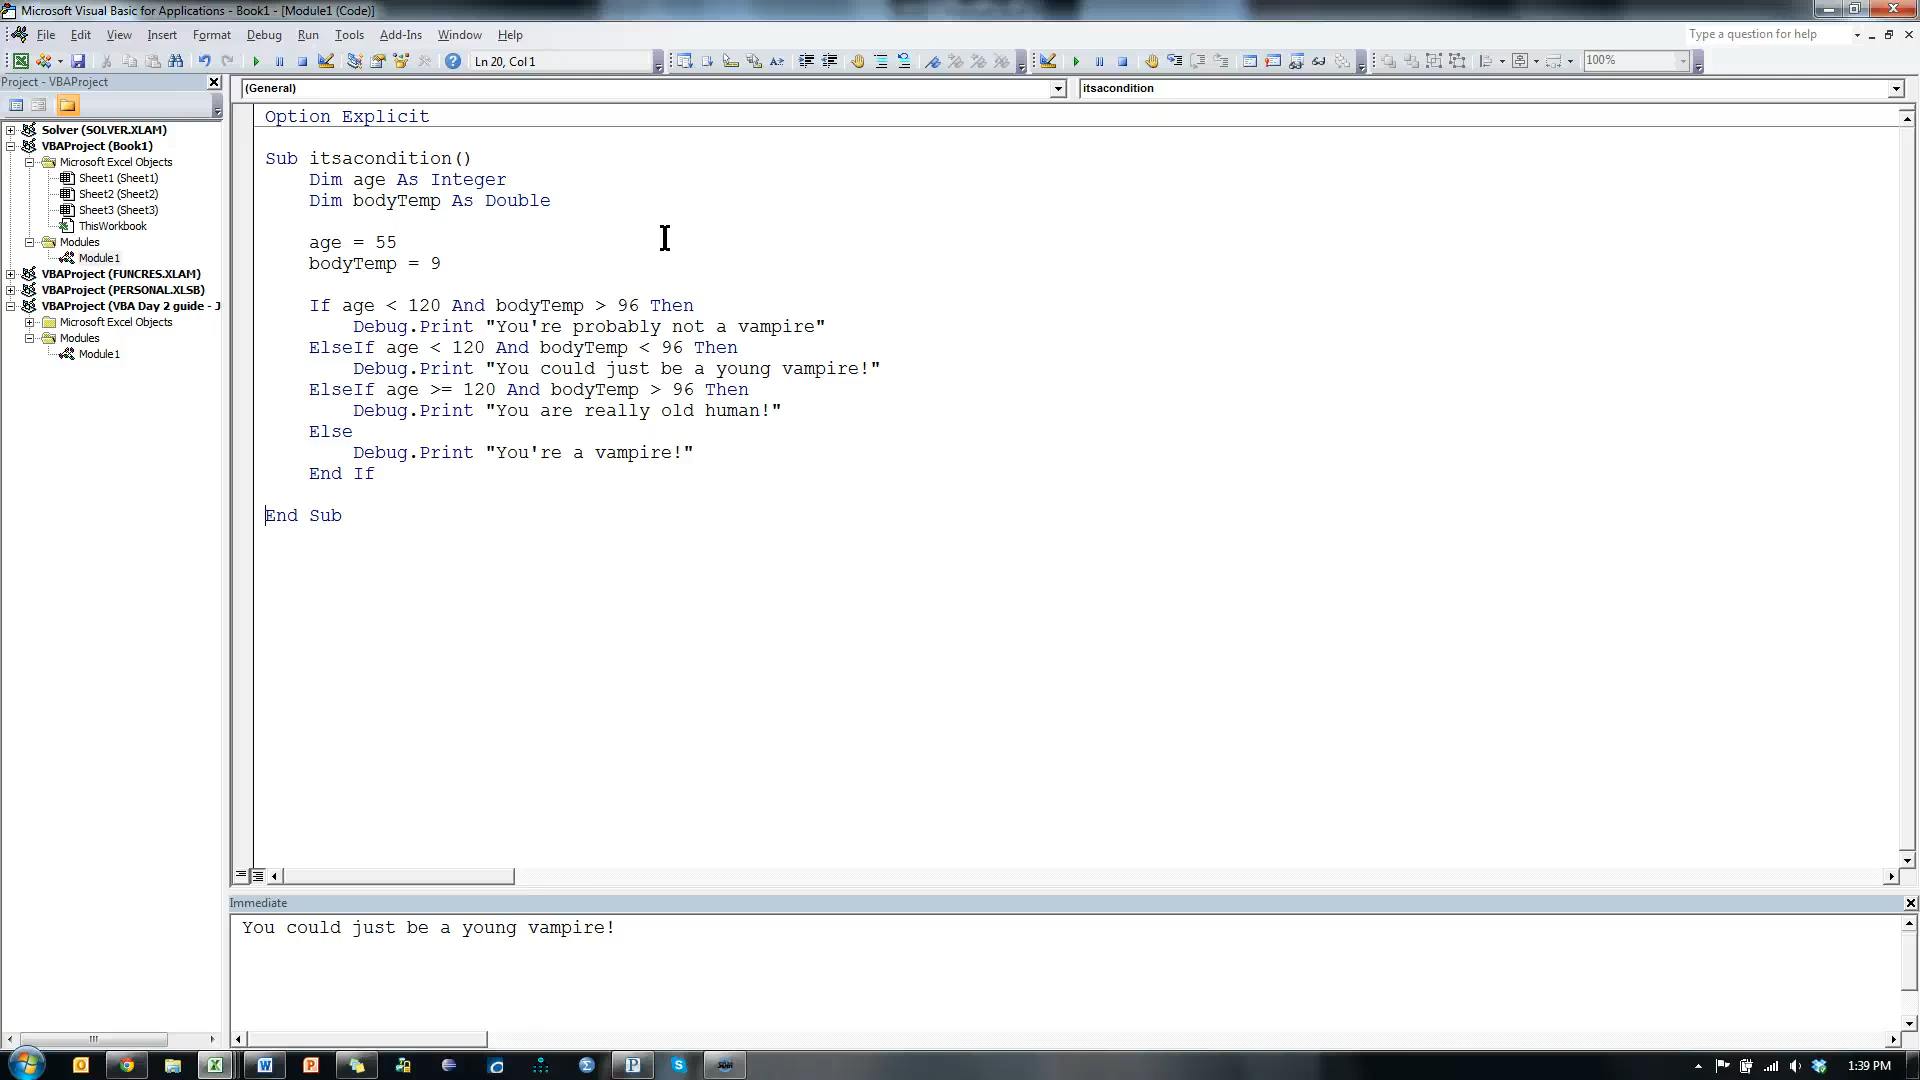 Microsoft Visual Basic for Applications - Book1 - [Module1 (Code)]
File Edit View Insert Format Debug Run Tools Add-Ins Window Help
Type a question for help
Ln 20, Col 1
100%
Project - VBAProject
(General)
itsacondition
Solver (SOLVER.XLAM)
VBAProject (Book1)
Microsoft Excel Objects
Sheet1 (Sheet1)
Sheet2 (Sheet2)
Sheet3 (Sheet3)
ThisWorkbook
Modules
Module1
VBAProject (FUNCRES.XLAM)
VBAProject (PERSONAL.XLSB)
VBAProject (VBA Day 2 guide - J
Microsoft Excel Objects
Modules
Module1
Option Explicit
Sub itsacondition()
Dim age As Integer
Dim bodyTemp As Double
age = 55
bodyTemp = 9
If age < 120 And bodyTemp > 96 Then
Debug.Print "You're probably not a vampire"
ElseIf age < 120 And bodyTemp < 96 Then
Debug.Print "You could just be a young vampire!"
ElseIf age >= 120 And bodyTemp > 96 Then
Debug.Print "You are really old human!"
Else
Debug.Print "You're a vampire!"
End If
End Sub
Immediate
You could just be a young vampire!
1:39 PM